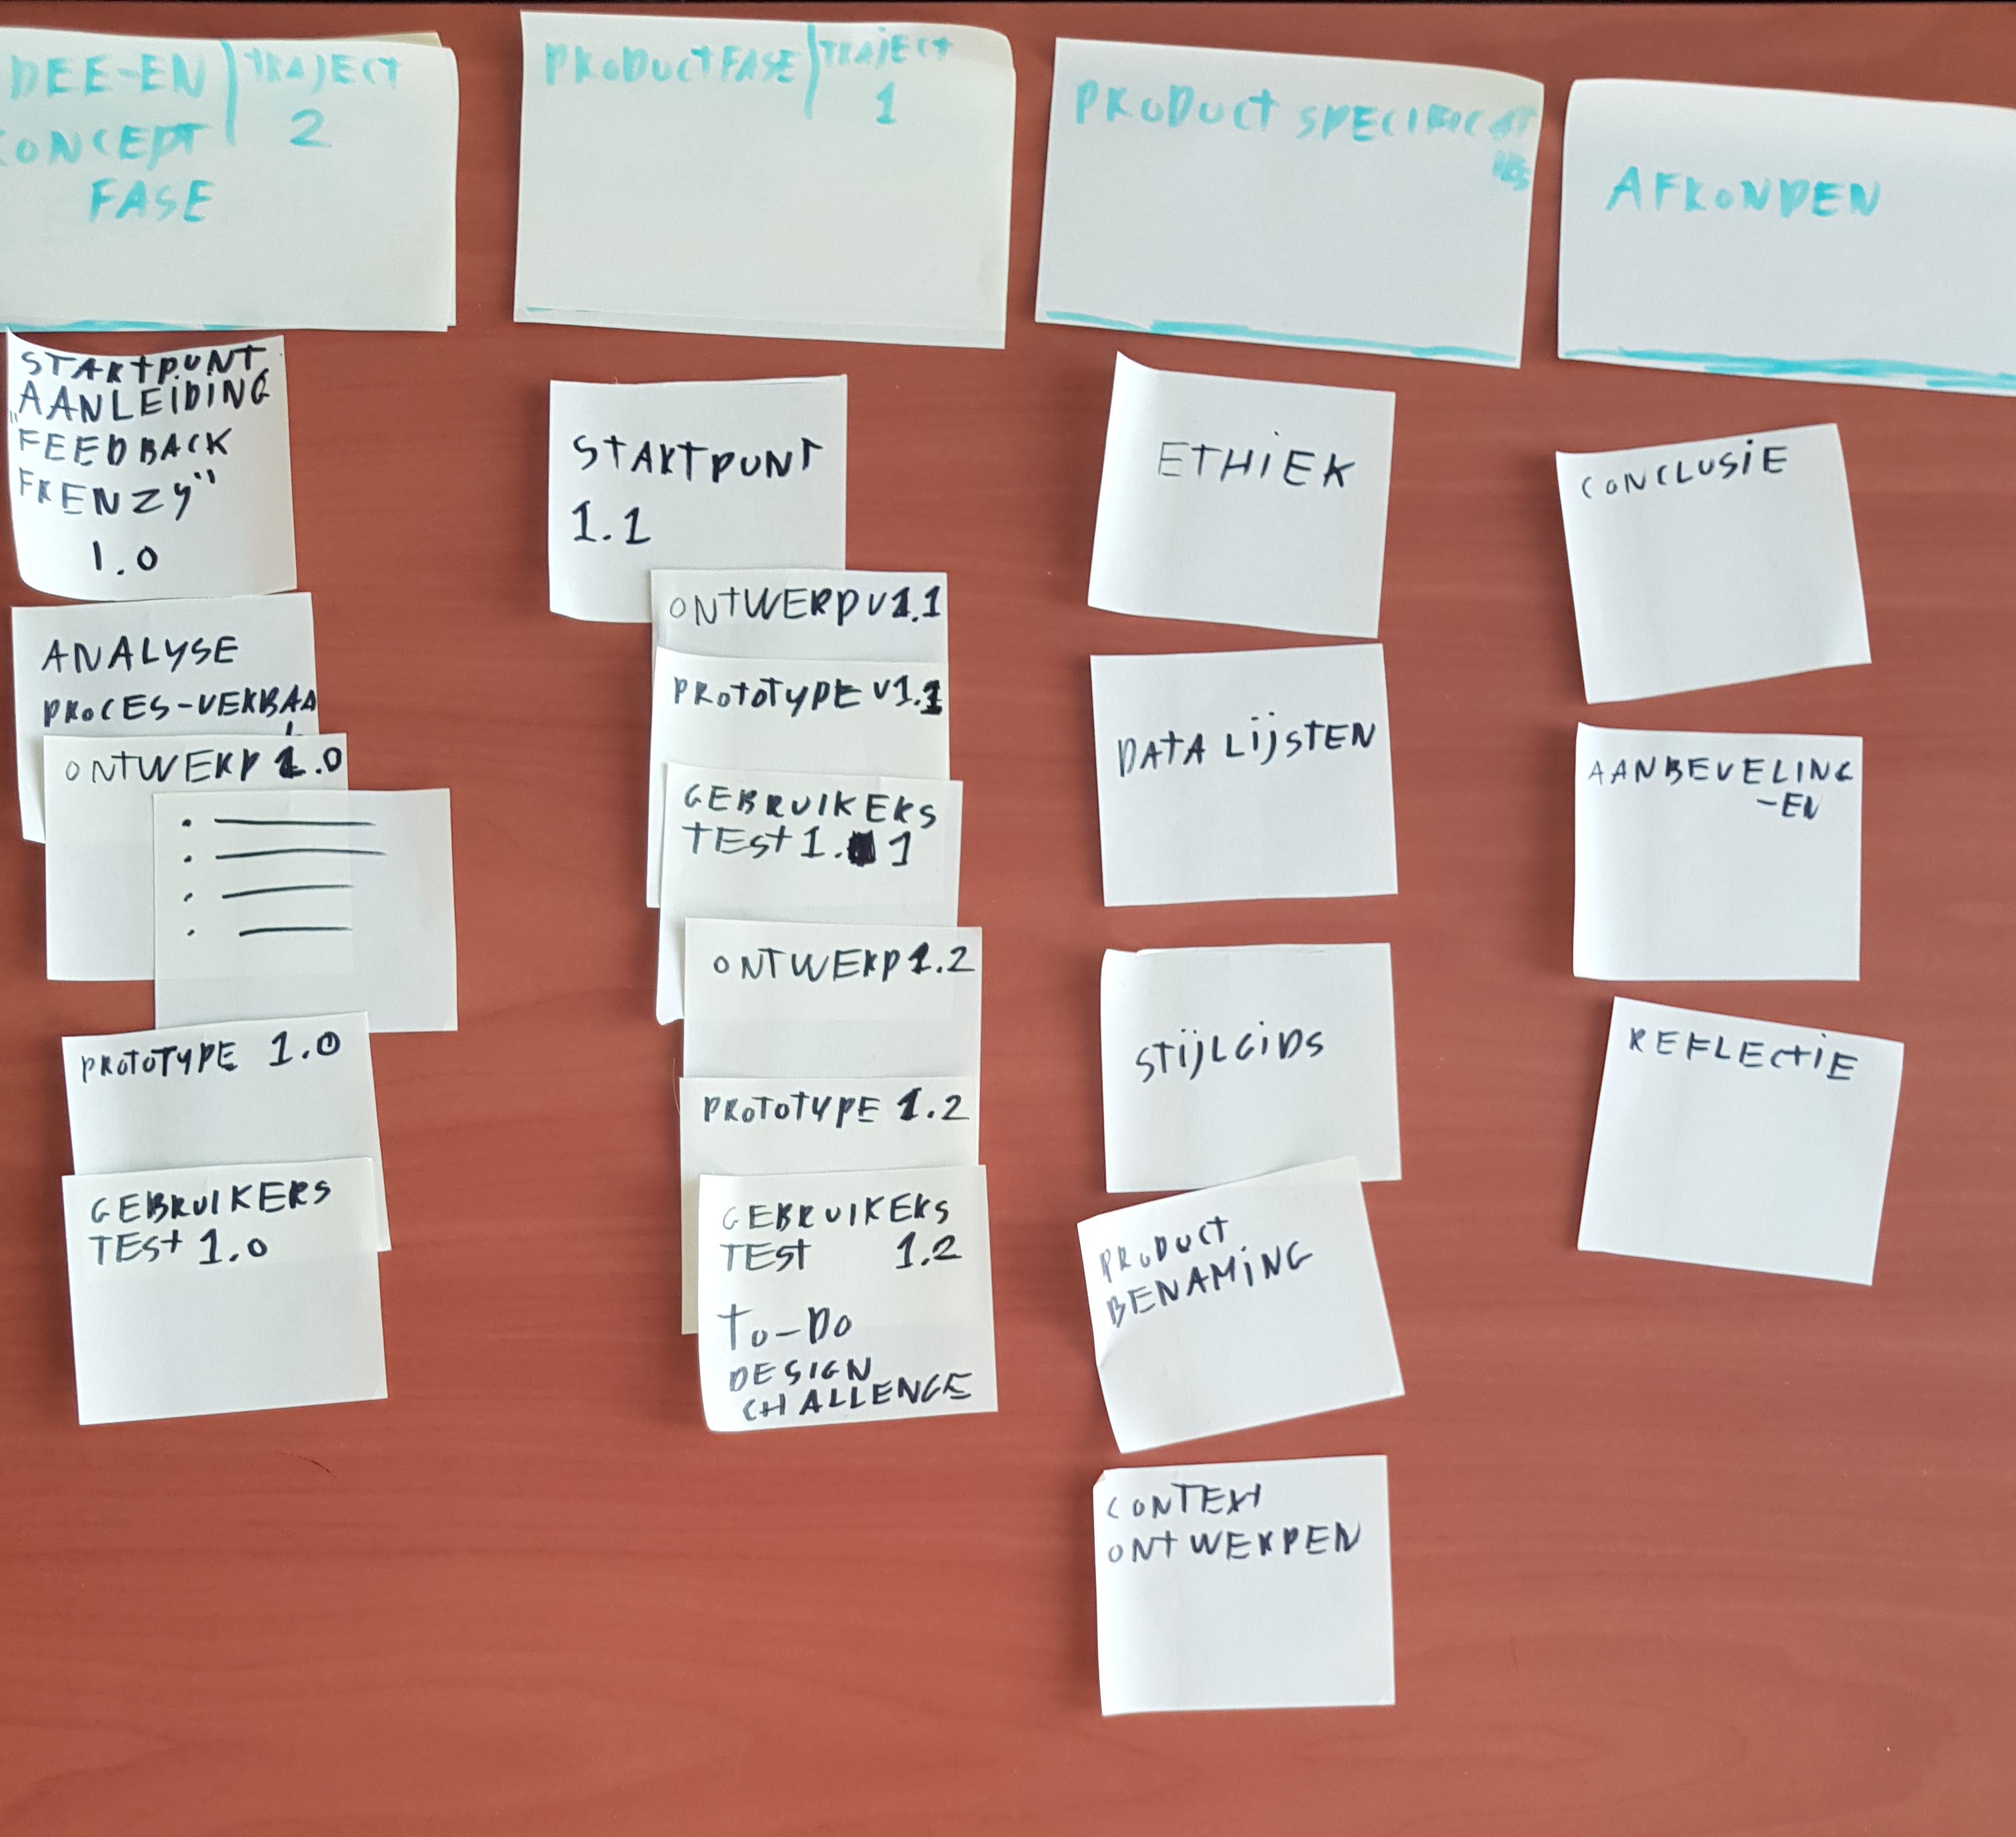 DEE-EN | TRAJECT
CONCEPT 2
FASE
STARTPUNT
AANLEIDING
"FEEDBACK
FRENZY"
1.0
ANALYSE
PROCES-VERBAA
L
ONTWERP 1.0
PROTOTYPE 1.0
GEBRUIKERS
TEST 1.0
PRODUCTFASE | TRAJECT
1
STARTPUNT
1.1
ONTWERP V1.1
PROTOTYPE V1.1
GEBRUIKERS
TEST 1.1
ONTWERP 1.2
PROTOTYPE 1.2
GEBRUIKERS
TEST 1.2
TO-DO
DESIGN
CHALLENGE
PRODUCT SPECIFICAT
IES
ETHIEK
DATA LIJSTEN
STIJLGIDS
PRODUCT
BENAMING
CONTEXT
ONTWERPEN
AFRONDEN
CONCLUSIE
AANBEVELING
-EN
REFLECTIE